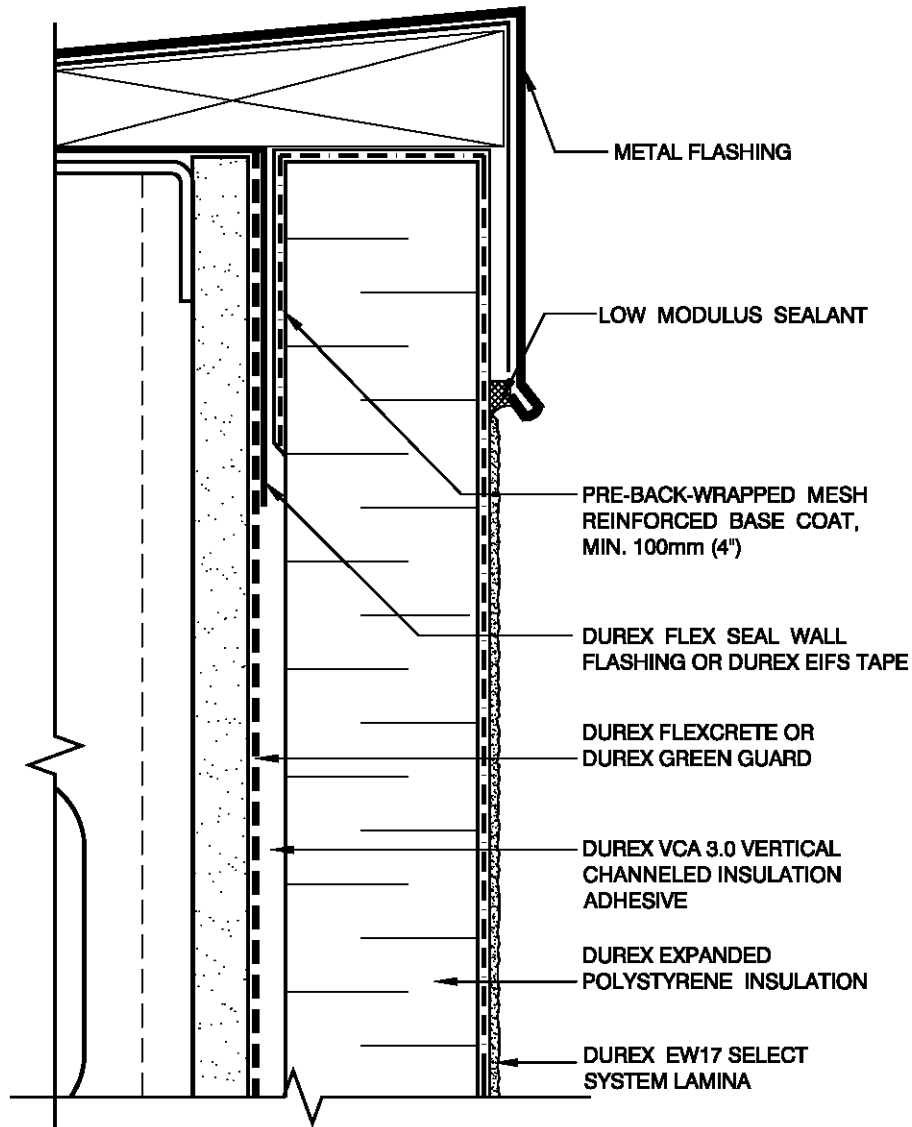 METAL FLASHING
LOW MODULUS SEALANT
PRE-BACK-WRAPPED MESH
REINFORCED BASE COAT,
MIN. 100mm (4")
DUREX FLEX SEAL WALL
FLASHING OR DUREX EIFS TAPE
DUREX FLEXCRETE OR
DUREX GREEN GUARD
DUREX VCA 3.0 VERTICAL
CHANNELED INSULATION
ADHESIVE
DUREX EXPANDED
POLYSTYRENE INSULATION
DUREX EW17 SELECT
SYSTEM LAMINA